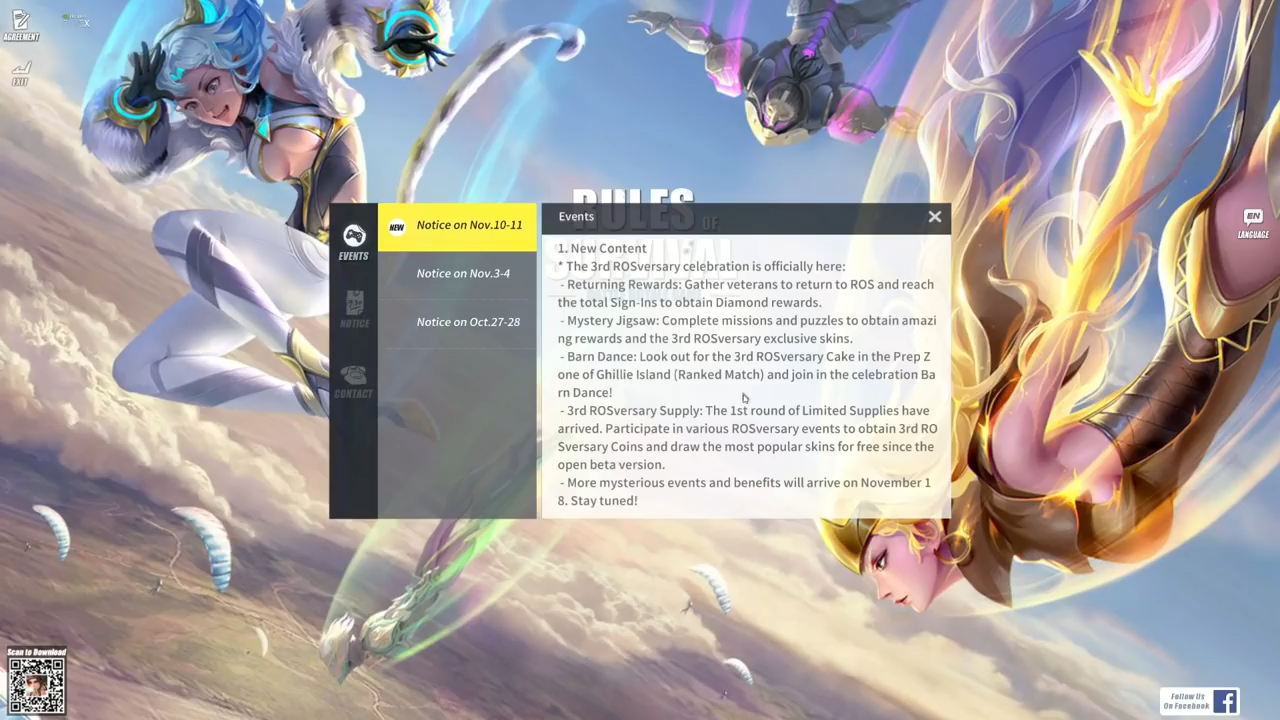 AGREEMENT
EXIT
RULES
OF
SURVIVAL
EN
LANGUAGE
EVENTS
NOTICE
CONTACT
NEW
Notice on Nov.10-11
Notice on Nov.3-4
Notice on Oct.27-28
Events
1. New Content
* The 3rd ROSversary celebration is officially here:
- Returning Rewards: Gather veterans to return to ROS and reach
the total Sign-Ins to obtain Diamond rewards.
- Mystery Jigsaw: Complete missions and puzzles to obtain amazi
ng rewards and the 3rd ROSversary exclusive skins.
- Barn Dance: Look out for the 3rd ROSversary Cake in the Prep Z
one of Ghillie Island (Ranked Match) and join in the celebration Ba
rn Dance!
- 3rd ROSversary Supply: The 1st round of Limited Supplies have
arrived. Participate in various ROSversary events to obtain 3rd RO
Sversary Coins and draw the most popular skins for free since the
open beta version.
- More mysterious events and benefits will arrive on November 1
8. Stay tuned!
Scan to Download
Follow Us
On Facebook